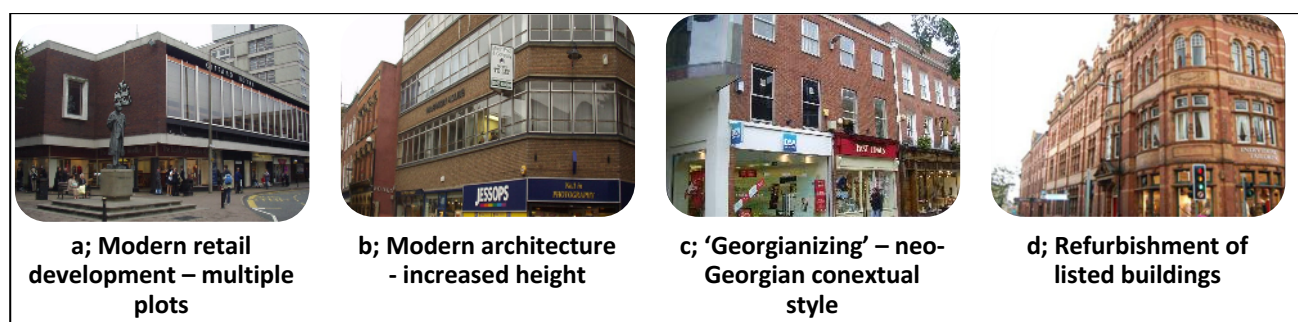 JESSOPS
PHOTOGRAPHY
a; Modern retail
development – multiple
plots
b; Modern architecture
- increased height
c; ‘Georgianizing’ – neo-
Georgian conextual
style
d; Refurbishment of
listed buildings